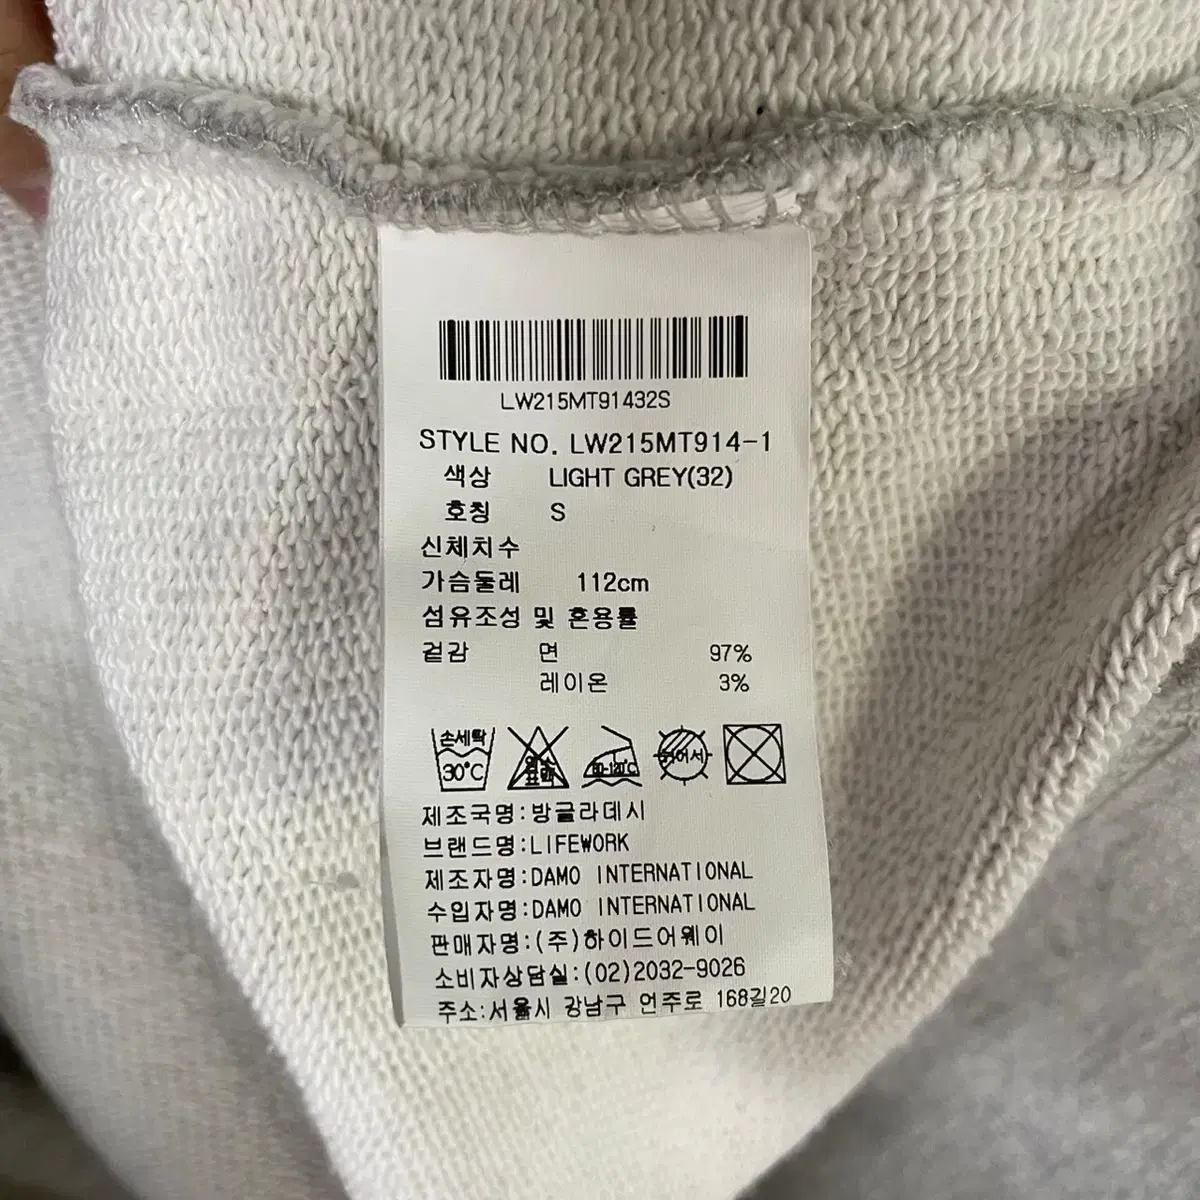 LW215MT91432S
STYLE NO. LW215MT914-1
색상 LIGHT GREY(32)
호칭 S
신체치수
가슴둘레 112cm
섬유조성 및 혼용률
겉감 면 97%
레이온 3%
손세탁
30°C
80-120°C
뉘어서
제조국명:방글라데시
브랜드명:LIFEWORK
제조자명:DAMO INTERNATIONAL
수입자명:DAMO INTERNATIONAL
판매자명:(주)하이드어웨이
소비자상담실:(02)2032-9026
주소:서울시 강남구 언주로 168길20